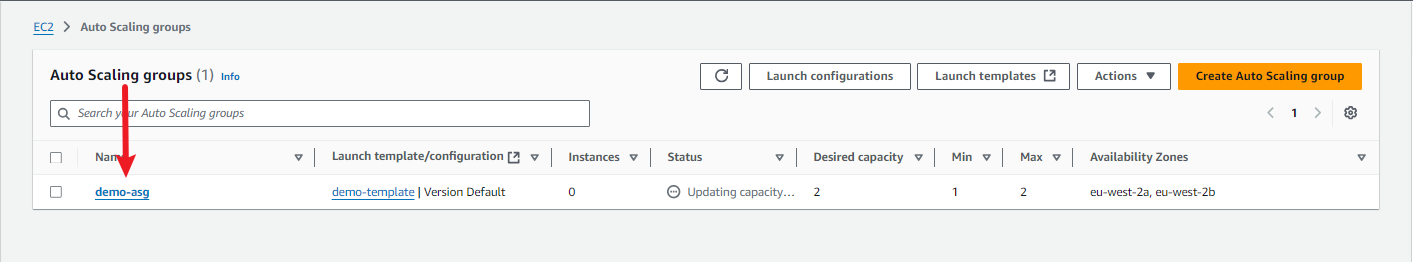 EC2 > Auto Scaling groups
Auto Scaling groups (1) Info
Launch configurations
Launch templates
Actions
Create Auto Scaling group
Search your Auto Scaling groups
1
Launch template/configuration Instances Status Desired capacity Min Max Availability Zones
demo-asg demo-template | Version Default 0 Updating capacity... 2 1 2 eu-west-2a, eu-west-2b